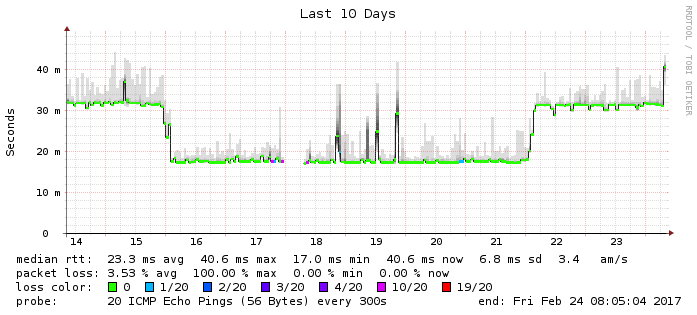 Last 10 Days
RRDTOOL / TOBI OETIKER
Seconds
40 m
30 m
20 m
10 m
0
14 15 16 17 18 19 20 21 22 23
median rtt: 23.3 ms avg 40.6 ms max 17.0 ms min 40.6 ms now 6.8 ms sd 3.4 am/s
packet loss: 3.53 % avg 100.00 % max 0.00 % min 0.00 % now
loss color: 0 1/20 2/20 3/20 4/20 10/20 19/20
probe: 20 ICMP Echo Pings (56 Bytes) every 300s end: Fri Feb 24 08:05:04 2017